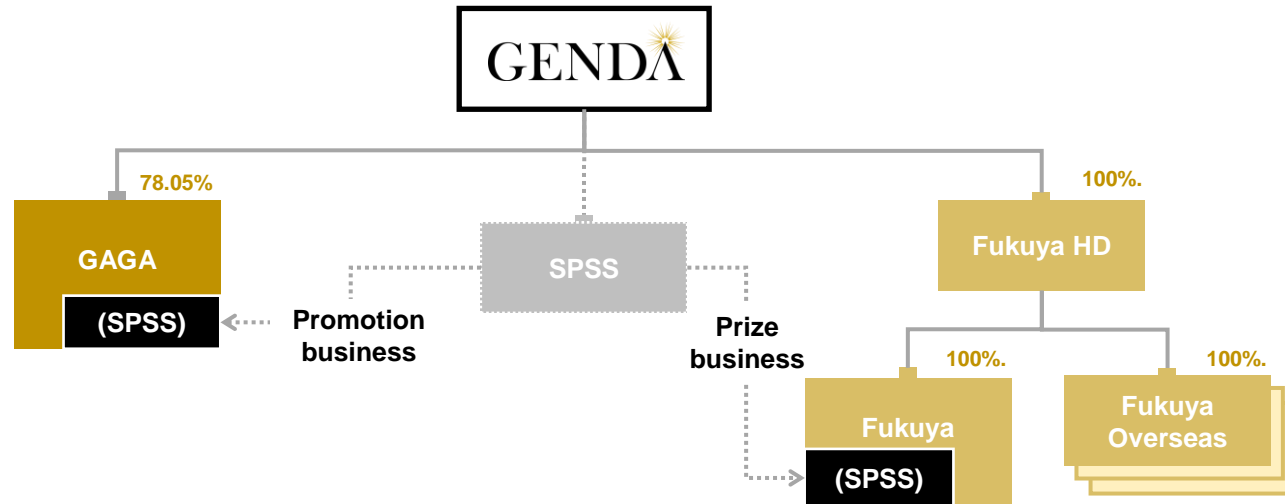 GENDA
78.05%
100%.
GAGA
SPSS
Fukuya HD
(SPSS)
Promotion
business
Prize
business
100%.
100%.
Fukuya
Fukuya
Overseas
(SPSS)